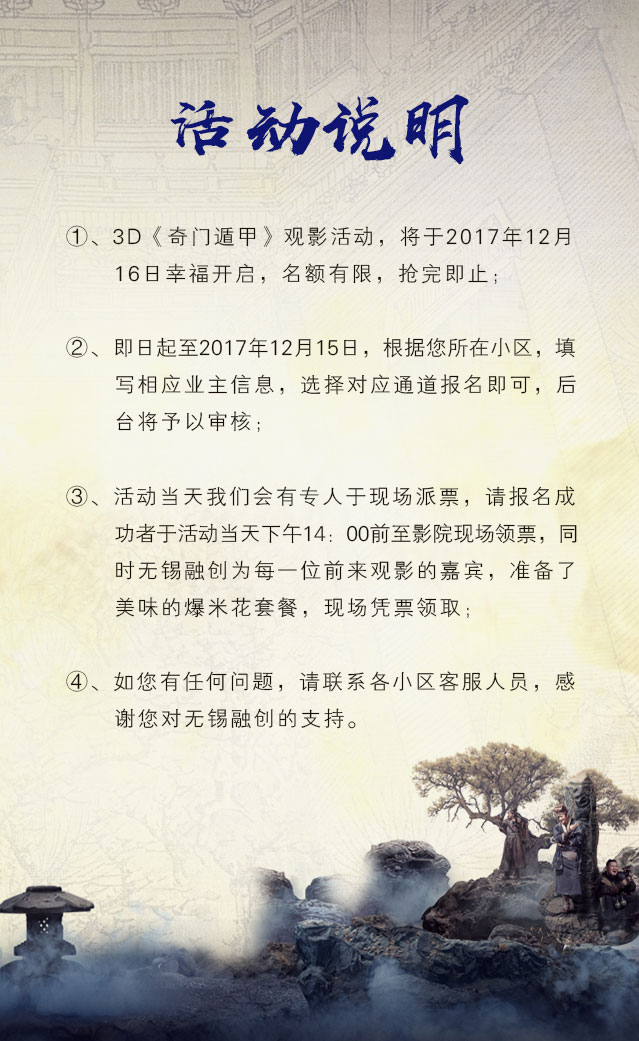 活动说明
①、3D《奇门遁甲》观影活动，将于2017年12月
16日幸福开启，名额有限，抢完即止；
②、即日起至2017年12月15日，根据您所在小区，填
写相应业主信息，选择对应通道报名即可，后
台将予以审核；
③、活动当天我们会有专人于现场派票，请报名成
功者于活动当天下午14：00前至影院现场领票，同
时无锡融创为每一位前来观影的嘉宾，准备了
美味的爆米花套餐，现场凭票领取；
④、如您有任何问题，请联系各小区客服人员，感
谢您对无锡融创的支持。